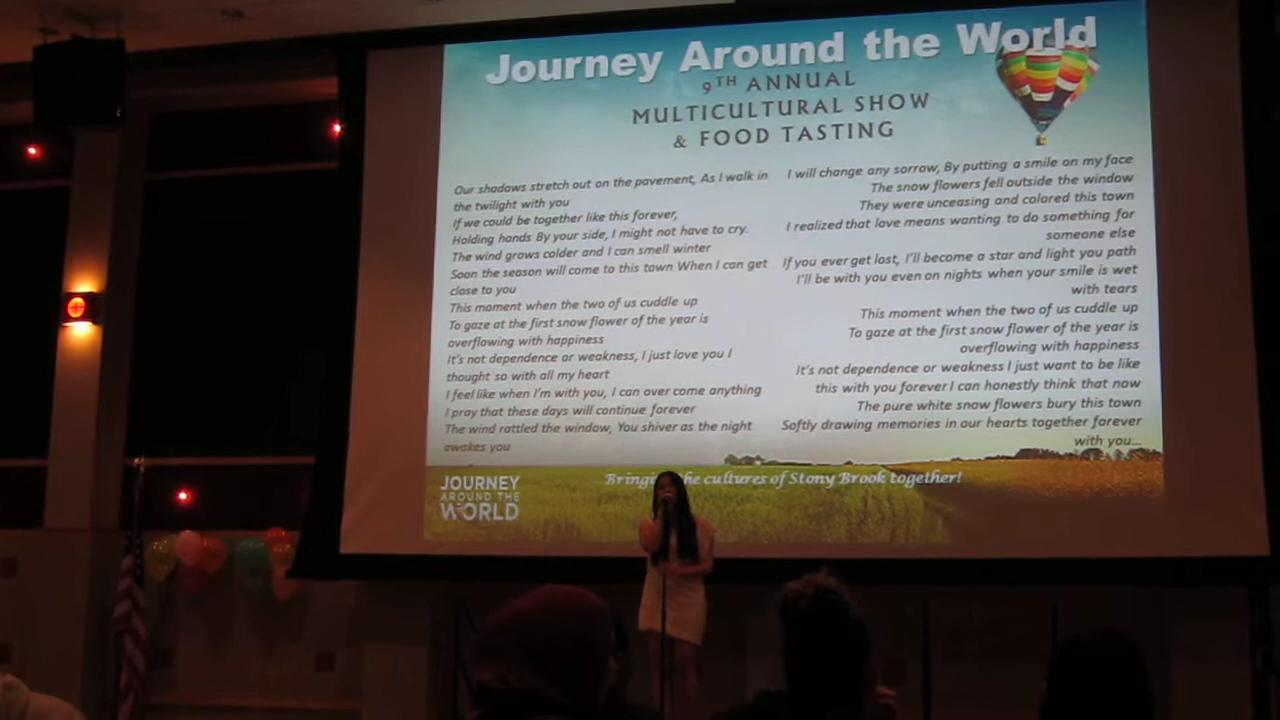 Journey Around the World
9TH ANNUAL
MULTICULTURAL SHOW
& FOOD TASTING
Our shadows stretch out on the pavement, As I walk in
the twilight with you
If we could be together like this forever,
Holding hands By your side, I might not have to cry.
The wind grows colder and I can smell winter
Soon the season will come to this town When I can get
close to you
This moment when the two of us cuddle up
To gaze at the first snow flower of the year is
overflowing with happiness
It's not dependence or weakness, I just love you I
thought so with all my heart
I feel like when I'm with you, I can over come anything
I pray that these days will continue forever
The wind rattled the window, You shiver as the night
awakes you
I will change any sorrow, By putting a smile on my face
The snow flowers fell outside the window
They were unceasing and colored this town
I realized that love means wanting to do something for
someone else
If you ever get lost, I'll become a star and light you path
I'll be with you even on nights when your smile is wet
with tears
This moment when the two of us cuddle up
To gaze at the first snow flower of the year is
overflowing with happiness
It's not dependence or weakness I just want to be like
this with you forever I can honestly think that now
The pure white snow flowers bury this town
Softly drawing memories in our hearts together forever
with you...
JOURNEY
AROUND THE
WORLD
cultures of Stony Brook together!